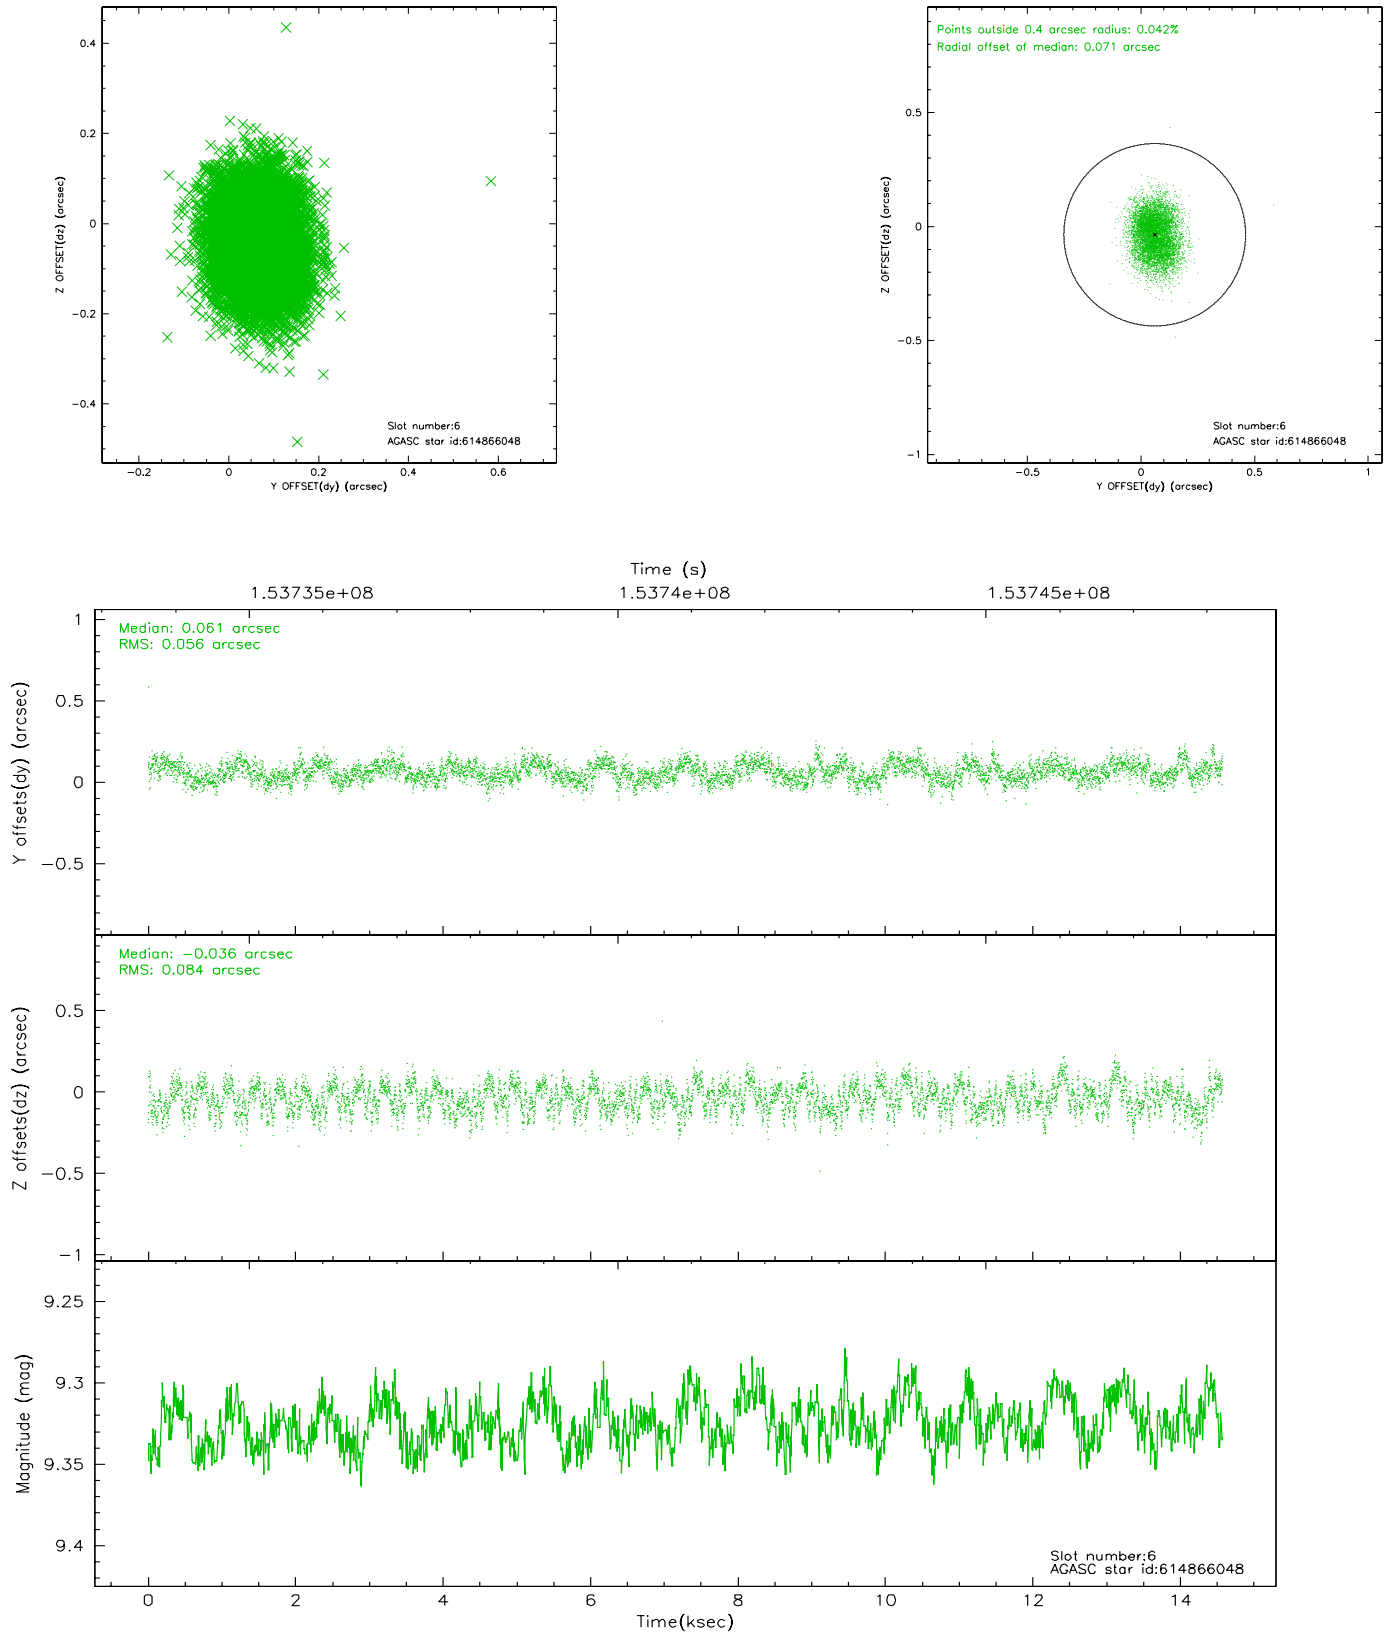 0.4
0.2
0
−0.2
−0.4
Z OFFSET(dz) (arcsec)
Slot number:6
AGASC star id:614866048
−0.2 0 0.2 0.4 0.6
Y OFFSET(dy) (arcsec)
Points outside 0.4 arcsec radius: 0.042%
Radial offset of median: 0.071 arcsec
0.5
0
−0.5
−1
Z OFFSET(dz) (arcsec)
Slot number:6
AGASC star id:614866048
−0.5 0 0.5 1
Y OFFSET(dy) (arcsec)
Time (s)
1.53735e+08 1.5374e+08 1.53745e+08
Median: 0.061 arcsec
RMS: 0.056 arcsec
1
0.5
0
−0.5
Y offsets(dy) (arcsec)
Median: −0.036 arcsec
RMS: 0.084 arcsec
0.5
0
−0.5
−1
Z offsets(dz) (arcsec)
9.25
9.3
9.35
9.4
Magnitude (mag)
Slot number:6
AGASC star id:614866048
0 2 4 6 8 10 12 14
Time(ksec)